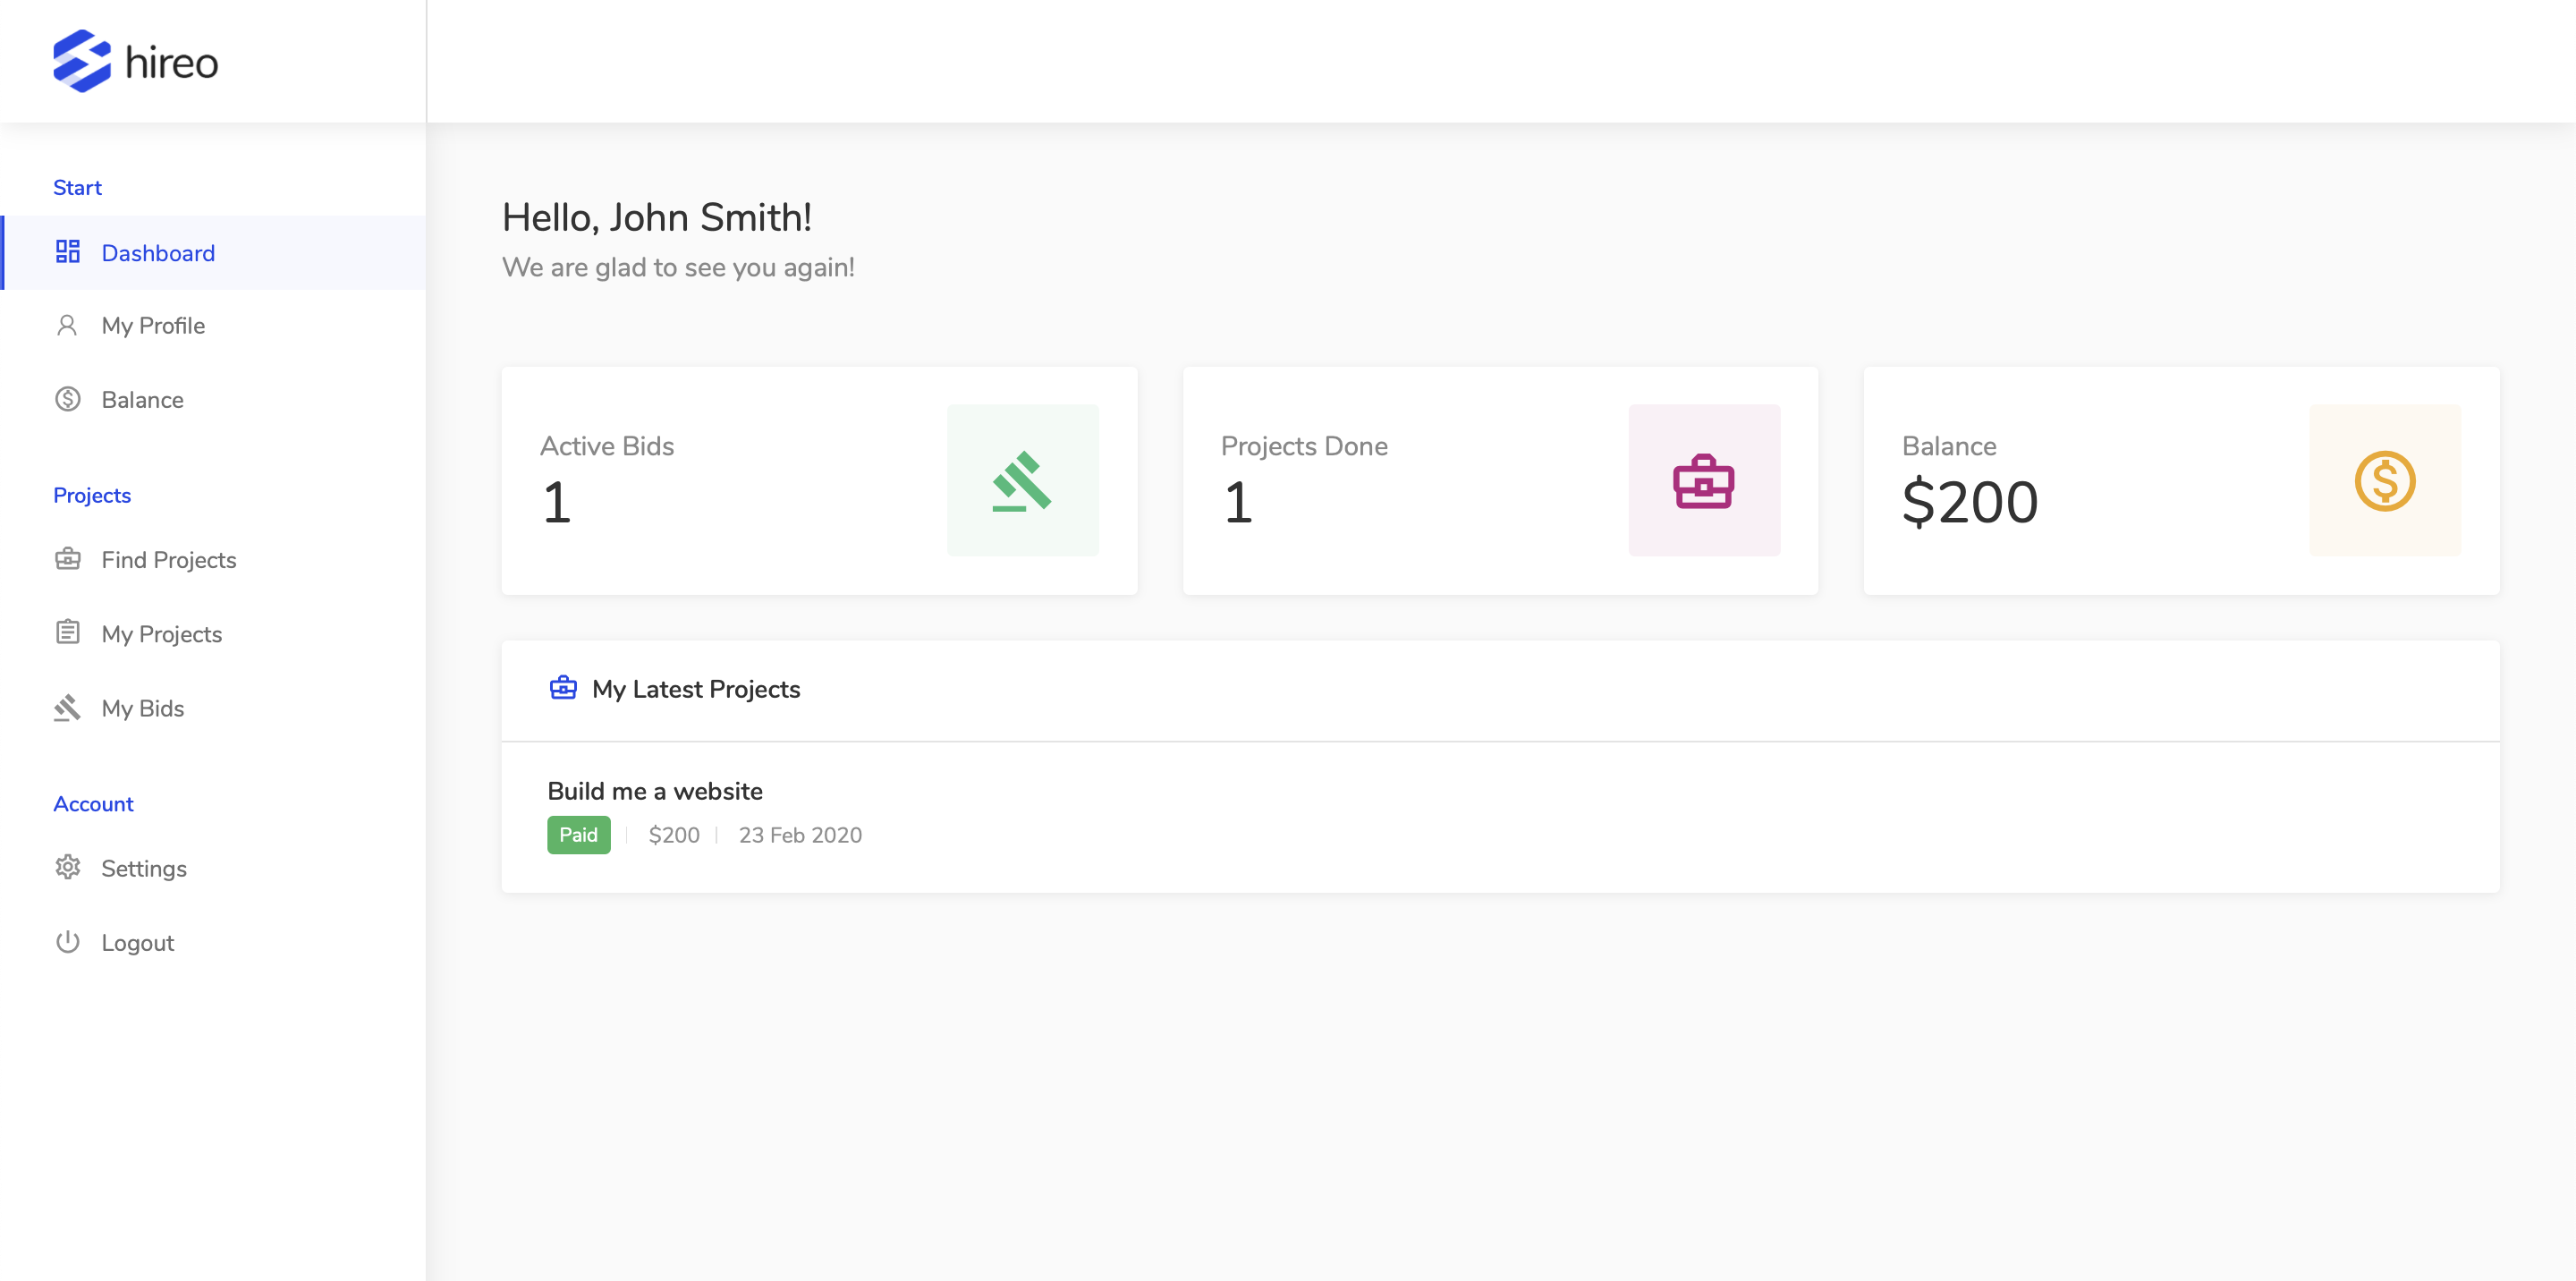 hireo
Start
Dashboard
My Profile
Balance
Projects
Find Projects
My Projects
My Bids
Account
Settings
Logout
Hello, John Smith!
We are glad to see you again!
Active Bids
1
Projects Done
1
Balance
$200
My Latest Projects
Build me a website
Paid $200 23 Feb 2020